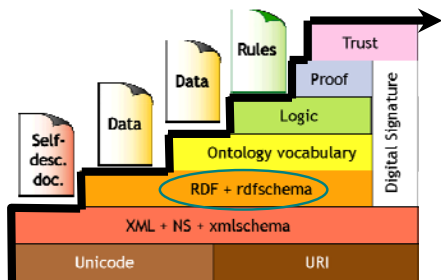 Rules
Trust
Data
Proof
Data
Logic
Self-
desc.
doc.
Ontology vocabulary
Digital Signature
RDF + rdfschema
XML + NS + xmlschema
Unicode
URI